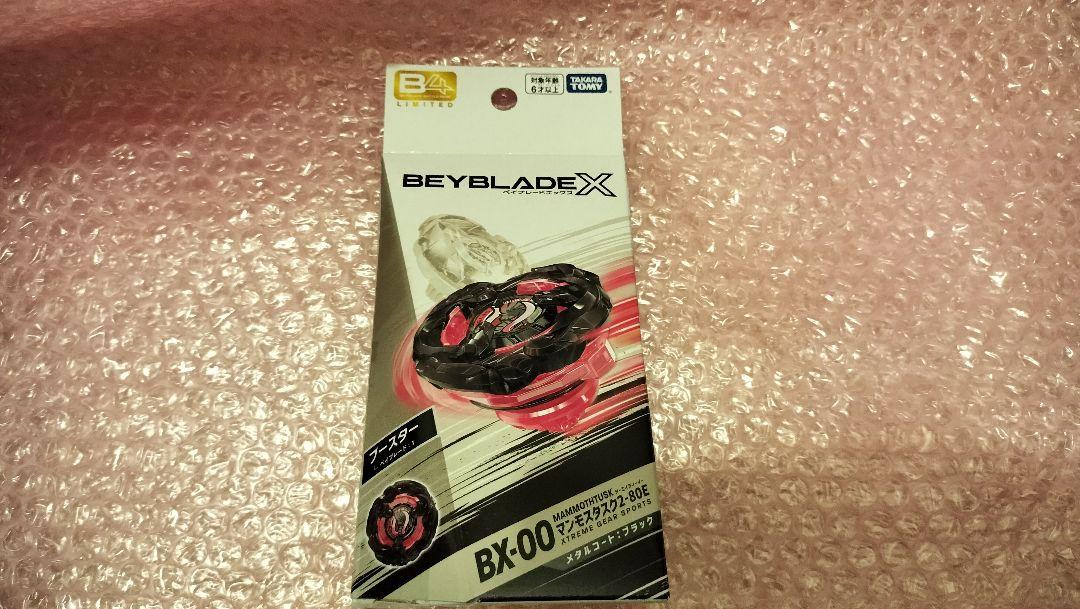 B4
LIMITED
対象年齢
6才以上
TAKARA
TOMY
BEYBLADE X
ベイブレードエックス
ブースター
MAMMOTHTUSK
BX-00
マンモスタスク2-80E
XTREME GEAR SPORTS
メタルコート:ブラック